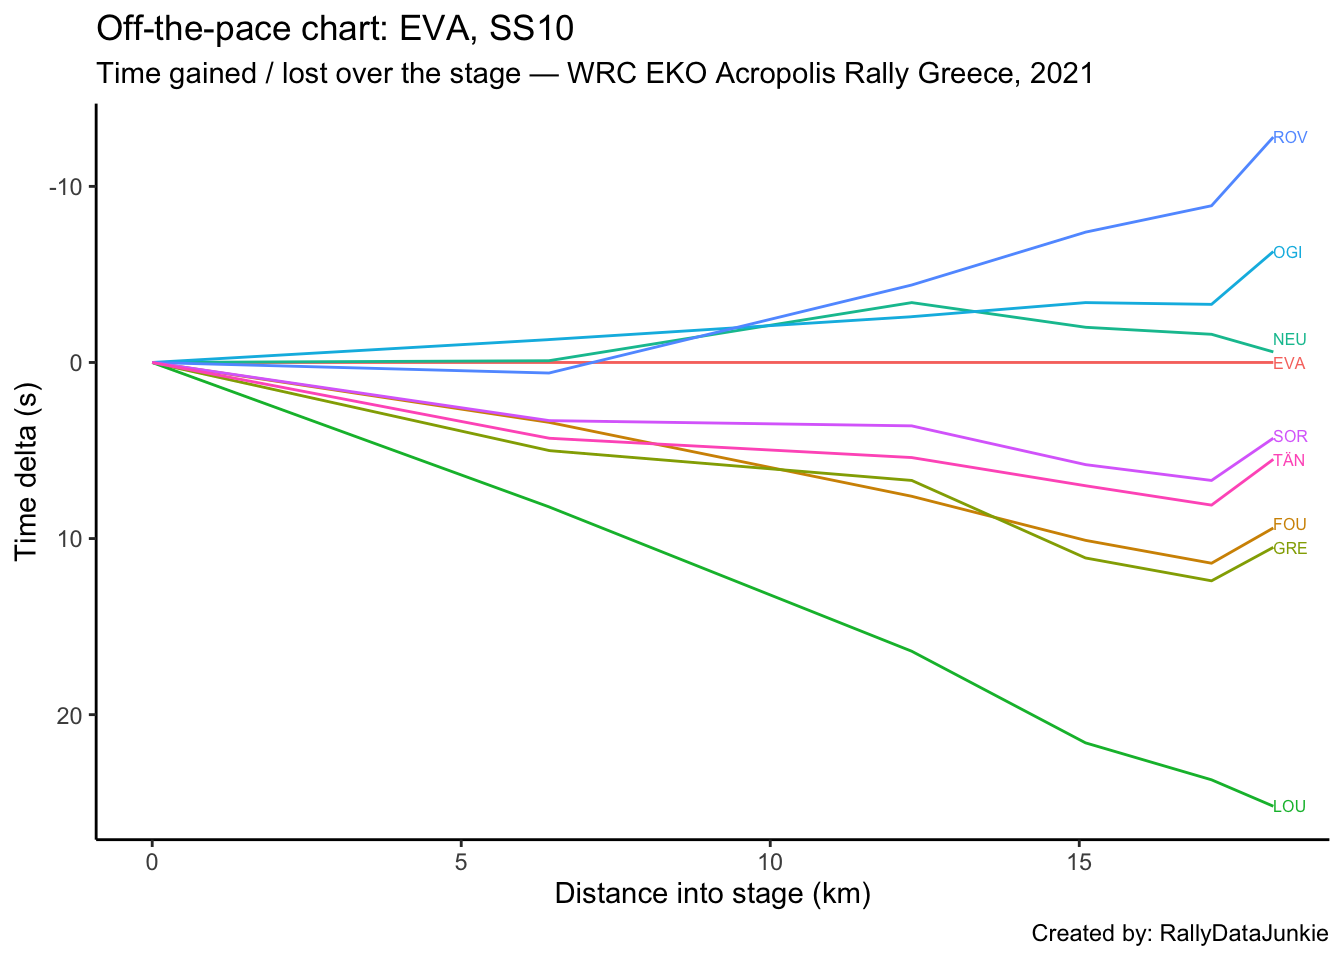 Off-the-pace chart: EVA, SS10
Time gained / lost over the stage — WRC EKO Acropolis Rally Greece, 2021
ROV
-10
OGI
NEU
0
EVA
Time delta (s)
SOR
TÄN
FOU
10
GRE
20
LOU
0 5 10 15
Distance into stage (km)
Created by: RallyDataJunkie